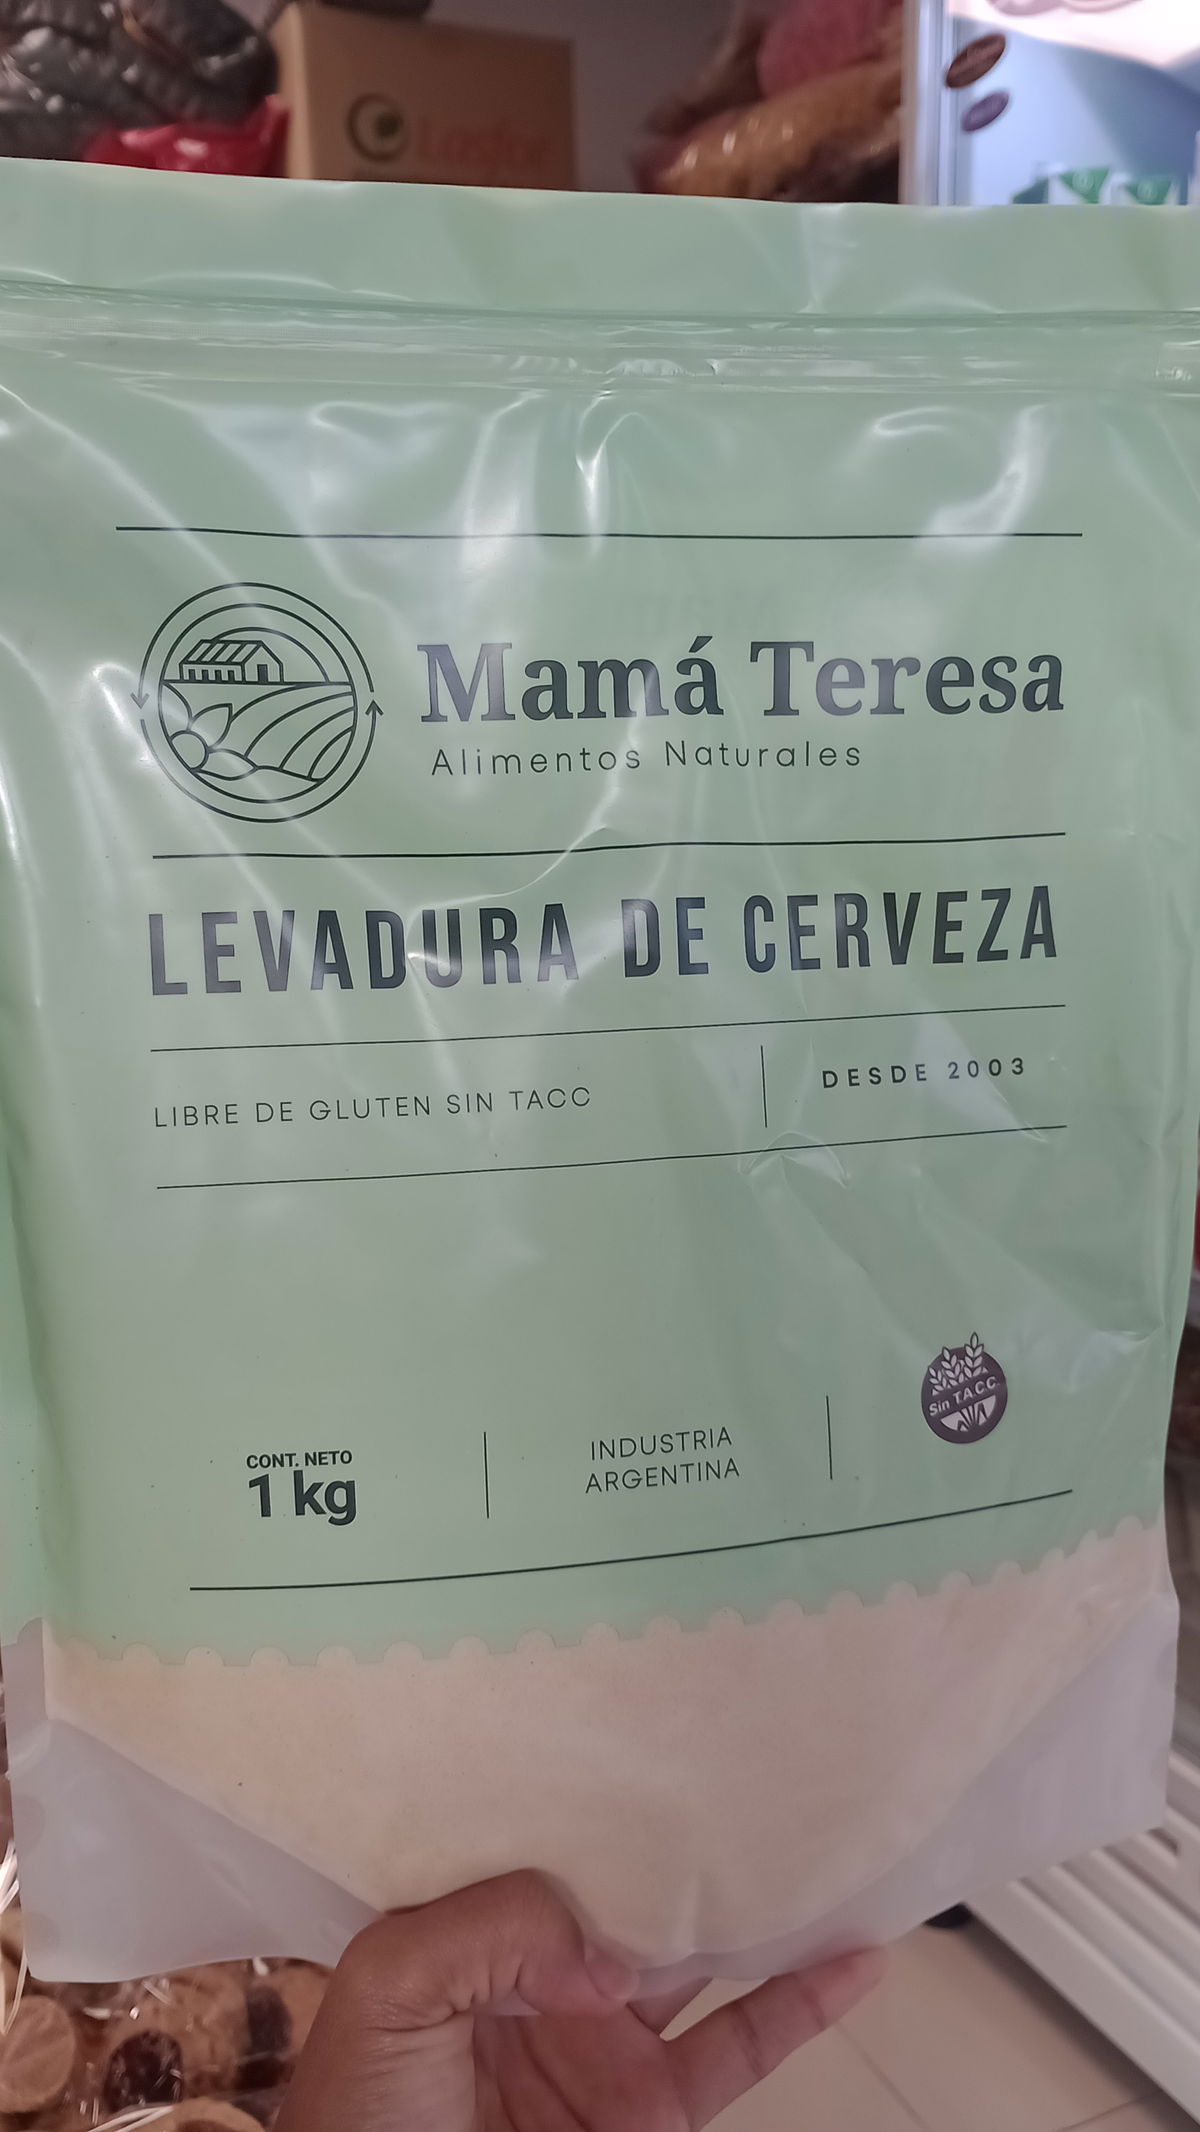 Mamá Teresa
Alimentos Naturales
LEVADURA DE CERVEZA
LIBRE DE GLUTEN SIN TACC
DESDE 2003
CONT. NETO
1 kg
INDUSTRIA
ARGENTINA
Sin T.A.C.C.